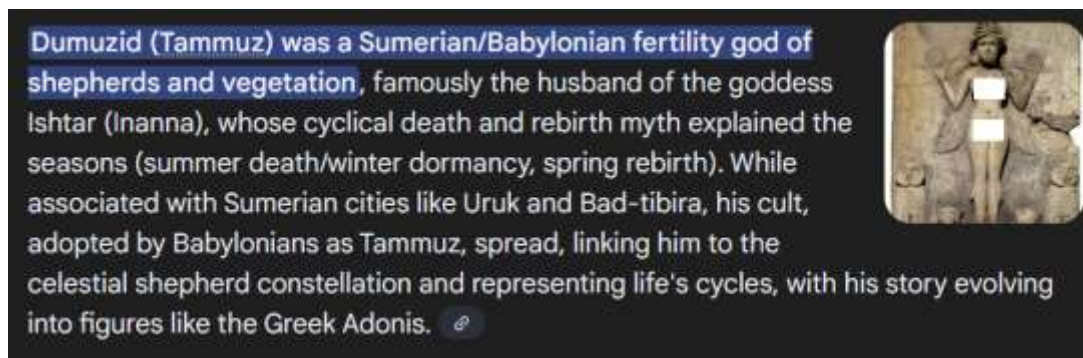 Dumuzid (Tammuz) was a Sumerian/Babylonian fertility god of
shepherds and vegetation, famously the husband of the goddess
Ishtar (Inanna), whose cyclical death and rebirth myth explained the
seasons (summer death/winter dormancy, spring rebirth). While
associated with Sumerian cities like Uruk and Bad-tibira, his cult,
adopted by Babylonians as Tammuz, spread, linking him to the
celestial shepherd constellation and representing life's cycles, with his story evolving
into figures like the Greek Adonis.